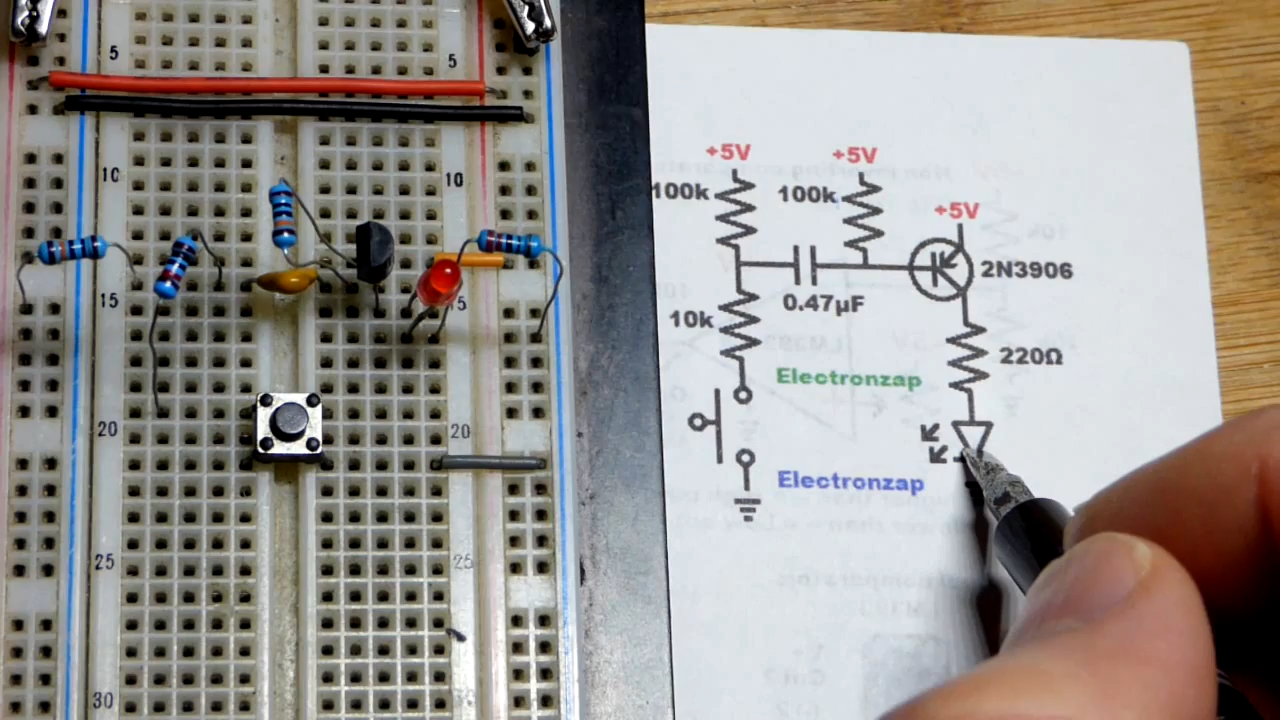 5 5
10 10
15 15
20 20
25 25
30
+5V +5V
100k 100k +5V
2N3906
0.47µF
10k
220Ω
Electronzap
Electronzap